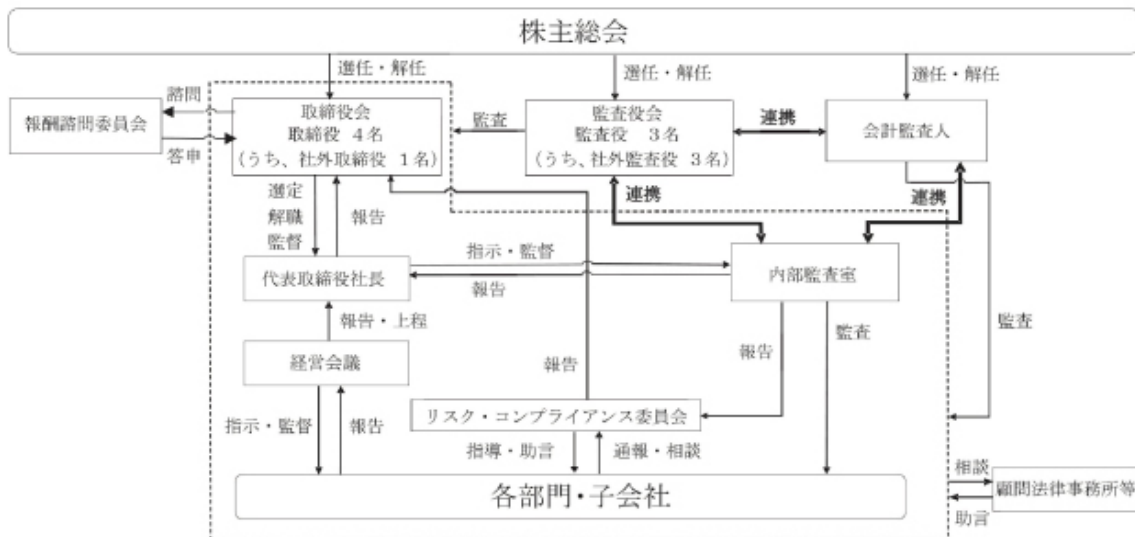 株主総会
選任・解任
選任・解任
選任・解任
諮問
報酬諮問委員会
答申
取締役会
取締役 4名
(うち、社外取締役 1名)
監査
監査役会
監査役 3名
(うち、社外監査役 3名)
連携
会計監査人
選定
解職
監督
報告
連携
連携
指示・監督
代表取締役社長
報告
内部監査室
報告・上程
監査
監査
報告
経営会議
報告
リスク・コンプライアンス委員会
指示・監督
報告
指導・助言
通報・相談
各部門・子会社
相談
顧問法律事務所等
助言